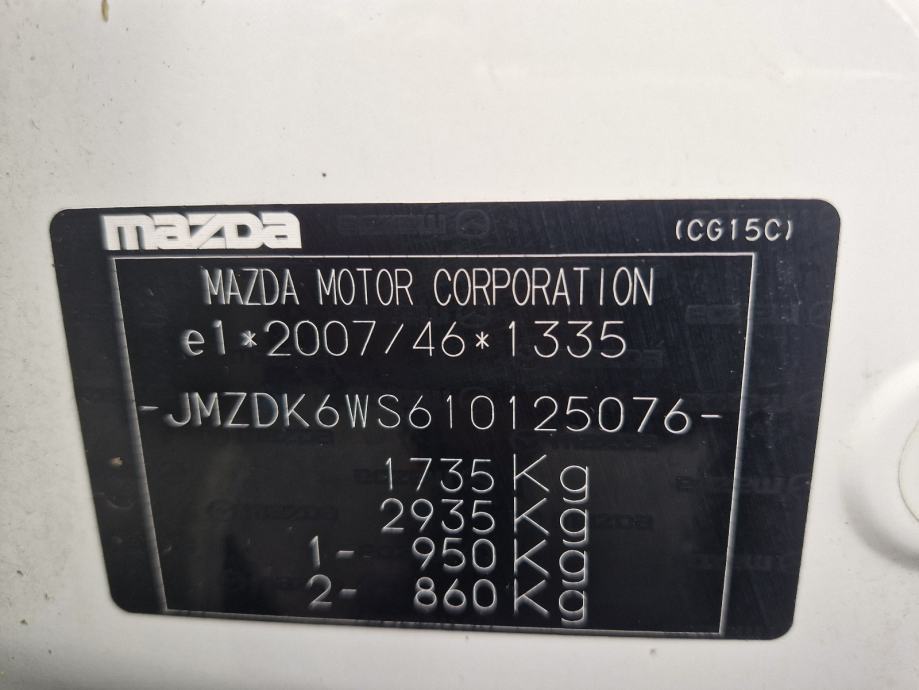 mazda (CG15C)
MAZDA MOTOR CORPORATION
e1*2007/46*1335
-JMZDK6WS610125076-
1735 Kg
2935 Kg
1- 950 Kg
2- 860 Kg